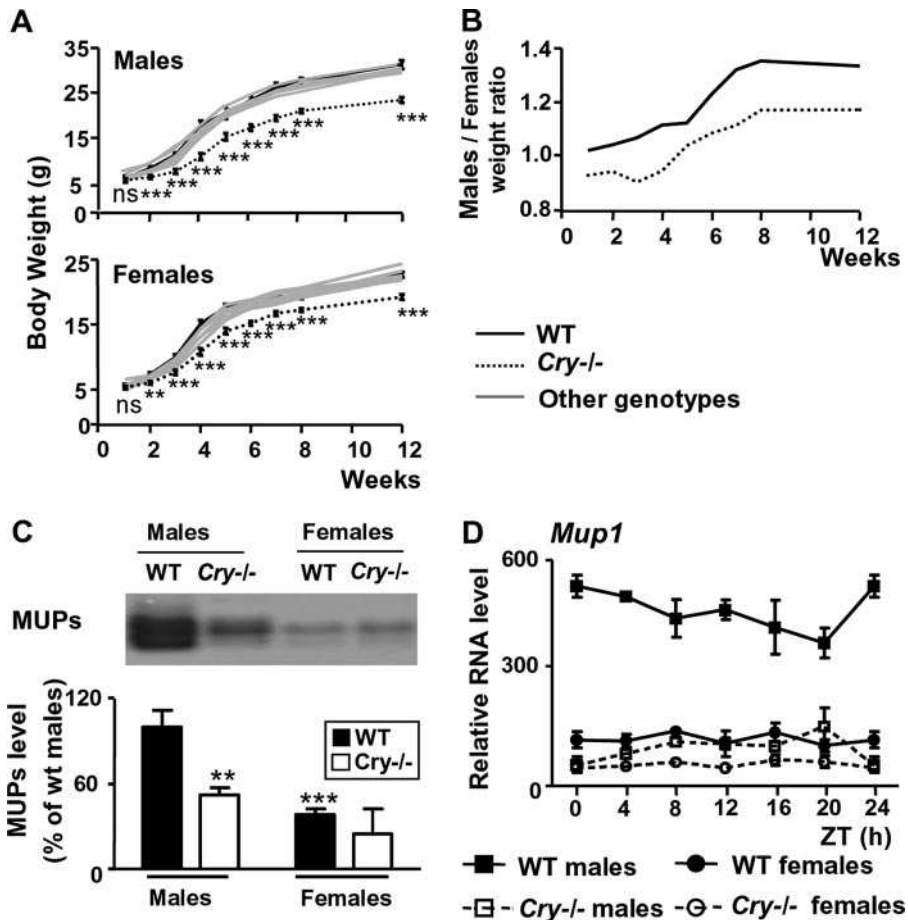 A
Males
35
25
15
5
0
ns *** *** *** *** *** *** *** ***
Body Weight (g)
Females
25
15
5
0
ns ** *** *** *** *** *** *** ***
0 2 4 6 8 10 12
Weeks
B
Males / Females
weight ratio
1.4
1.2
1.0
0.8
0 2 4 6 8 10 12
Weeks
WT
Cry-/-
Other genotypes
C
Males Females
WT Cry-/- WT Cry-/-
MUPs
MUPs level
(% of wt males)
120
60
0
WT
Cry-/-
**
***
Males Females
D
Mup1
Relative RNA level
600
300
0
0 4 8 12 16 20 24
ZT (h)
WT males WT females
Cry-/- males Cry-/- females